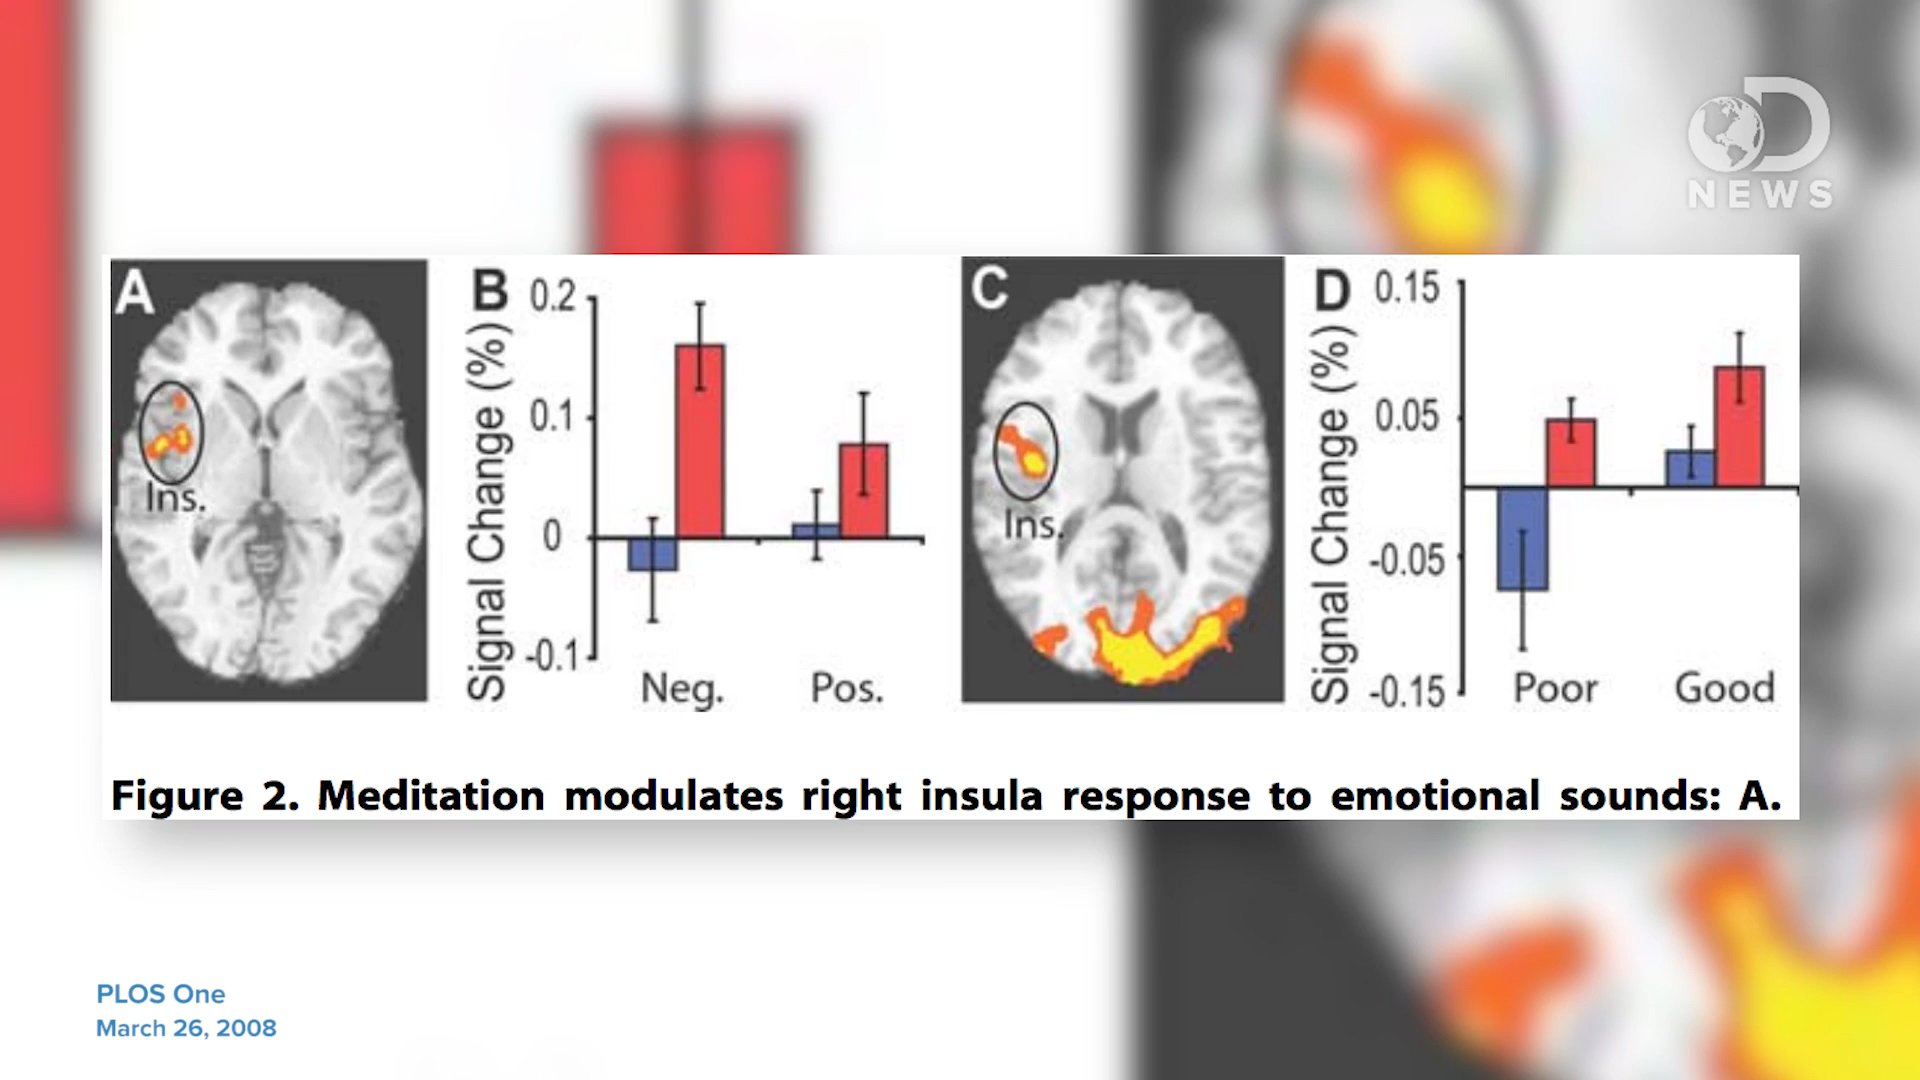 NEWS
A
Ins.
B
Signal Change (%)
0.2
0.1
0
-0.1
Neg. Pos.
C
Ins.
D
Signal Change (%)
0.15
0.05
-0.05
-0.15
Poor Good
Figure 2. Meditation modulates right insula response to emotional sounds: A.
PLOS One
March 26, 2008